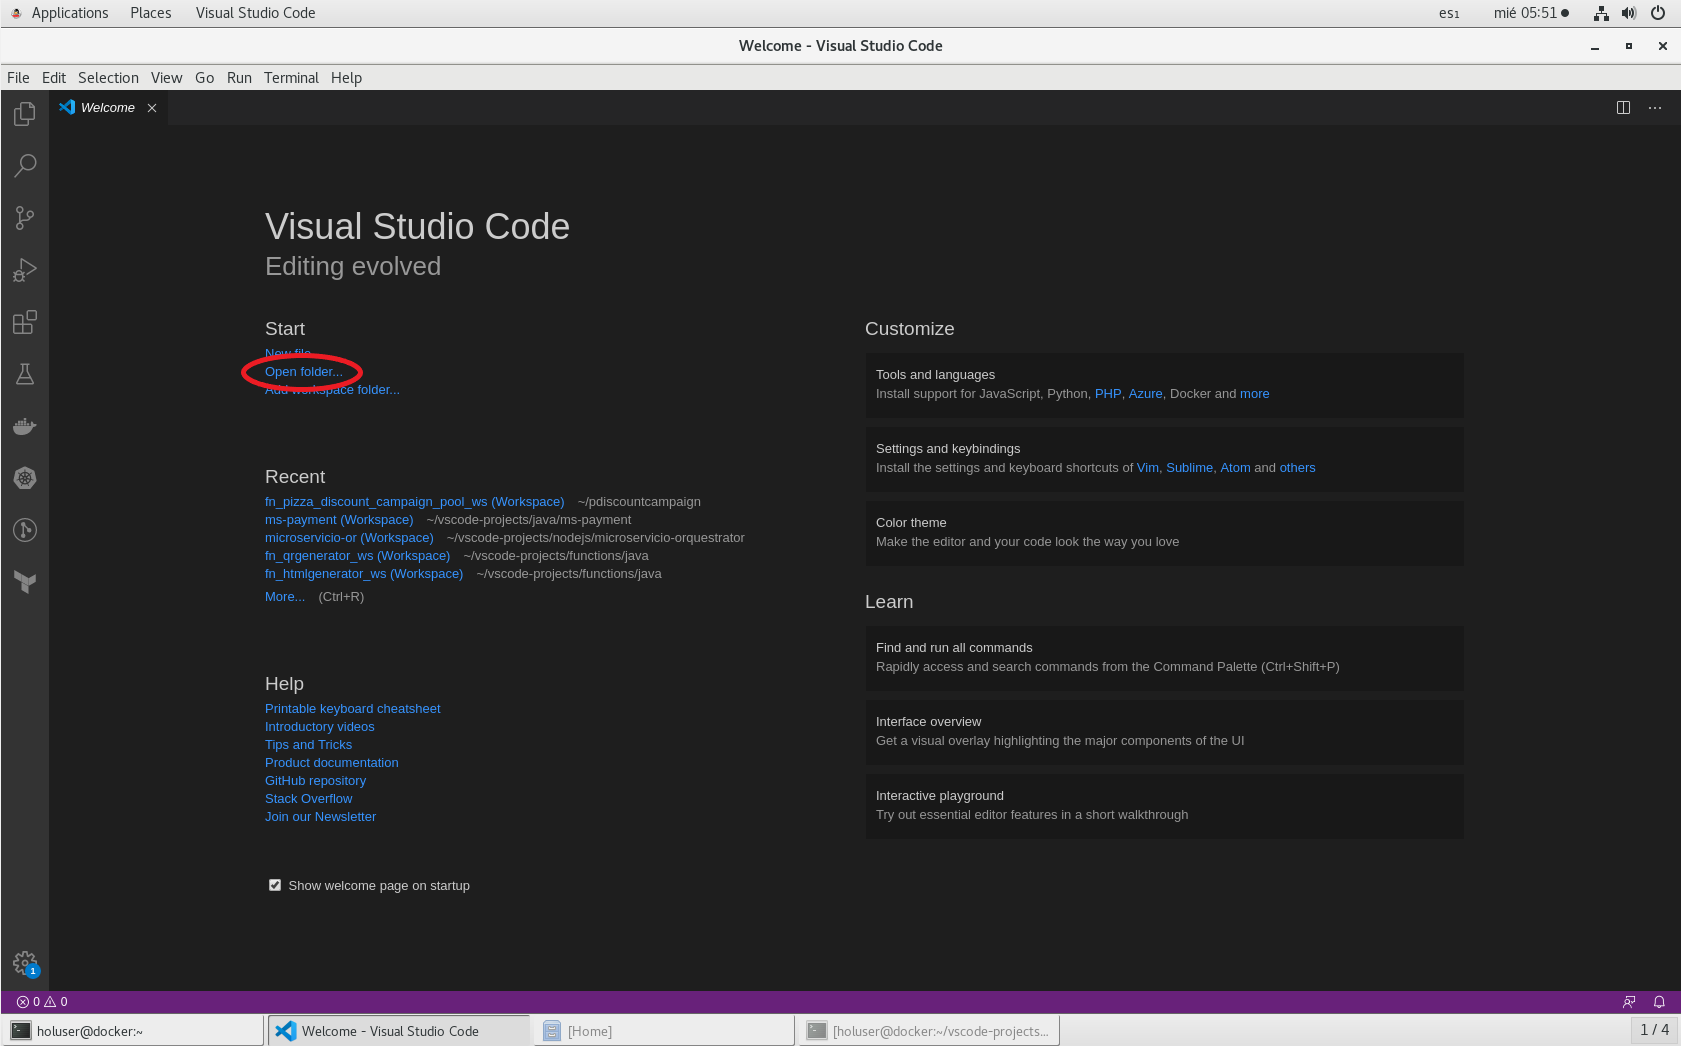 Applications Places Visual Studio Code es₁ mié 05:51
Welcome - Visual Studio Code
File Edit Selection View Go Run Terminal Help
Welcome
Visual Studio Code
Editing evolved
Start
New file
Open folder...
Add workspace folder...
Recent
fn_pizza_discount_campaign_pool_ws (Workspace) ~/pdiscountcampaign
ms-payment (Workspace) ~/vscode-projects/java/ms-payment
microservicio-or (Workspace) ~/vscode-projects/nodejs/microservicio-orquestrator
fn_qrgenerator_ws (Workspace) ~/vscode-projects/functions/java
fn_htmlgenerator_ws (Workspace) ~/vscode-projects/functions/java
More... (Ctrl+R)
Help
Printable keyboard cheatsheet
Introductory videos
Tips and Tricks
Product documentation
GitHub repository
Stack Overflow
Join our Newsletter
Show welcome page on startup
Customize
Tools and languages
Install support for JavaScript, Python, PHP, Azure, Docker and more
Settings and keybindings
Install the settings and keyboard shortcuts of Vim, Sublime, Atom and others
Color theme
Make the editor and your code look the way you love
Learn
Find and run all commands
Rapidly access and search commands from the Command Palette (Ctrl+Shift+P)
Interface overview
Get a visual overlay highlighting the major components of the UI
Interactive playground
Try out essential editor features in a short walkthrough
1
0 0
holuser@docker:~ Welcome - Visual Studio Code [Home] [holuser@docker:~/vscode-projects... 1 / 4